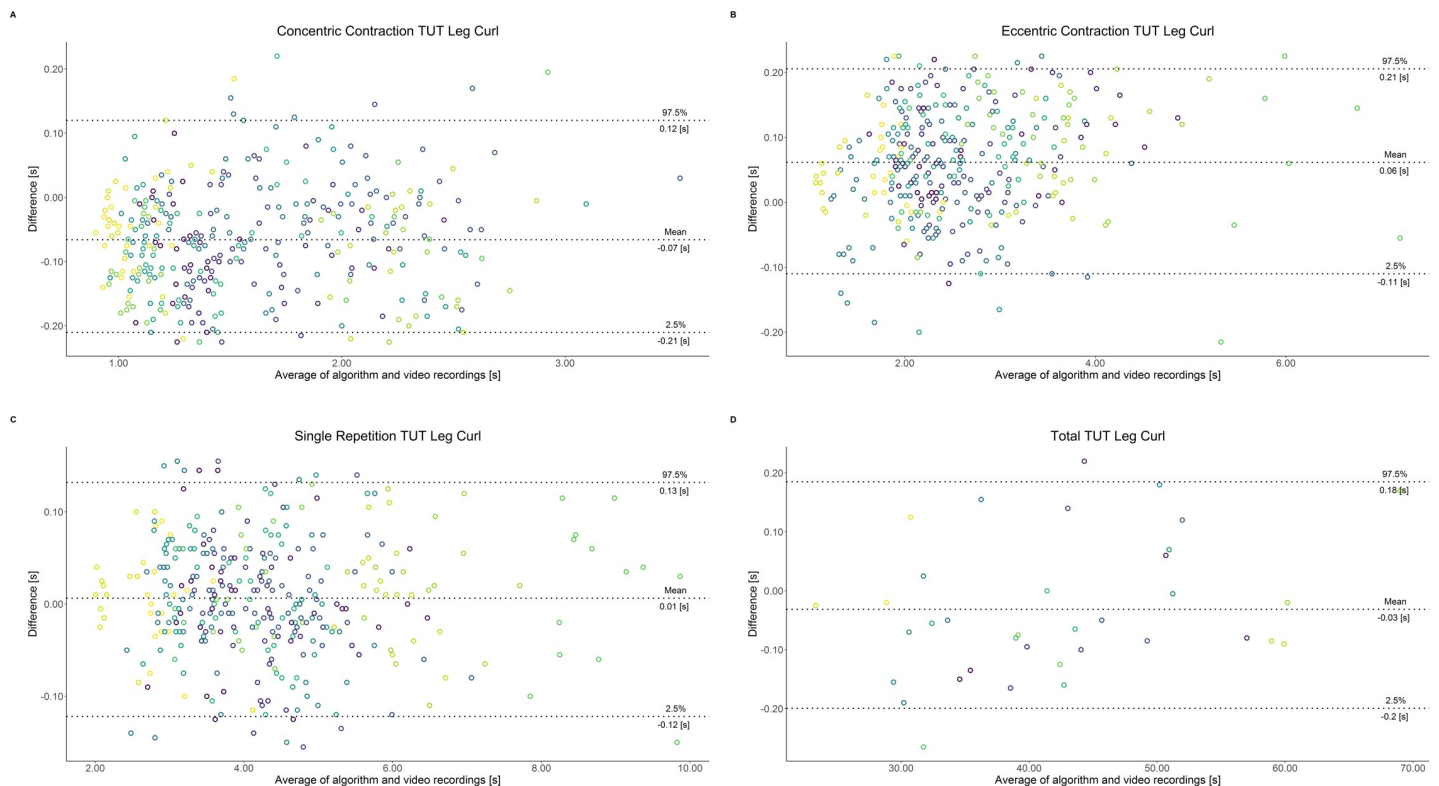 A
Concentric Contraction TUT Leg Curl
0.20
0.10
0.00
-0.10
-0.20
Difference [s]
97.5%
0.12 [s]
Mean
-0.07 [s]
2.5%
-0.21 [s]
1.00 2.00 3.00
Average of algorithm and video recordings [s]
B
Eccentric Contraction TUT Leg Curl
0.20
0.10
0.00
-0.10
-0.20
Difference [s]
97.5%
0.21 [s]
Mean
0.06 [s]
2.5%
-0.11 [s]
2.00 4.00 6.00
Average of algorithm and video recordings [s]
C
Single Repetition TUT Leg Curl
0.10
0.00
-0.10
Difference [s]
97.5%
0.13 [s]
Mean
0.01 [s]
2.5%
-0.12 [s]
2.00 4.00 6.00 8.00 10.00
Average of algorithm and video recordings [s]
D
Total TUT Leg Curl
0.20
0.10
0.00
-0.10
-0.20
Difference [s]
97.5%
0.18 [s]
Mean
-0.03 [s]
2.5%
-0.2 [s]
30.00 40.00 50.00 60.00 70.00
Average of algorithm and video recordings [s]